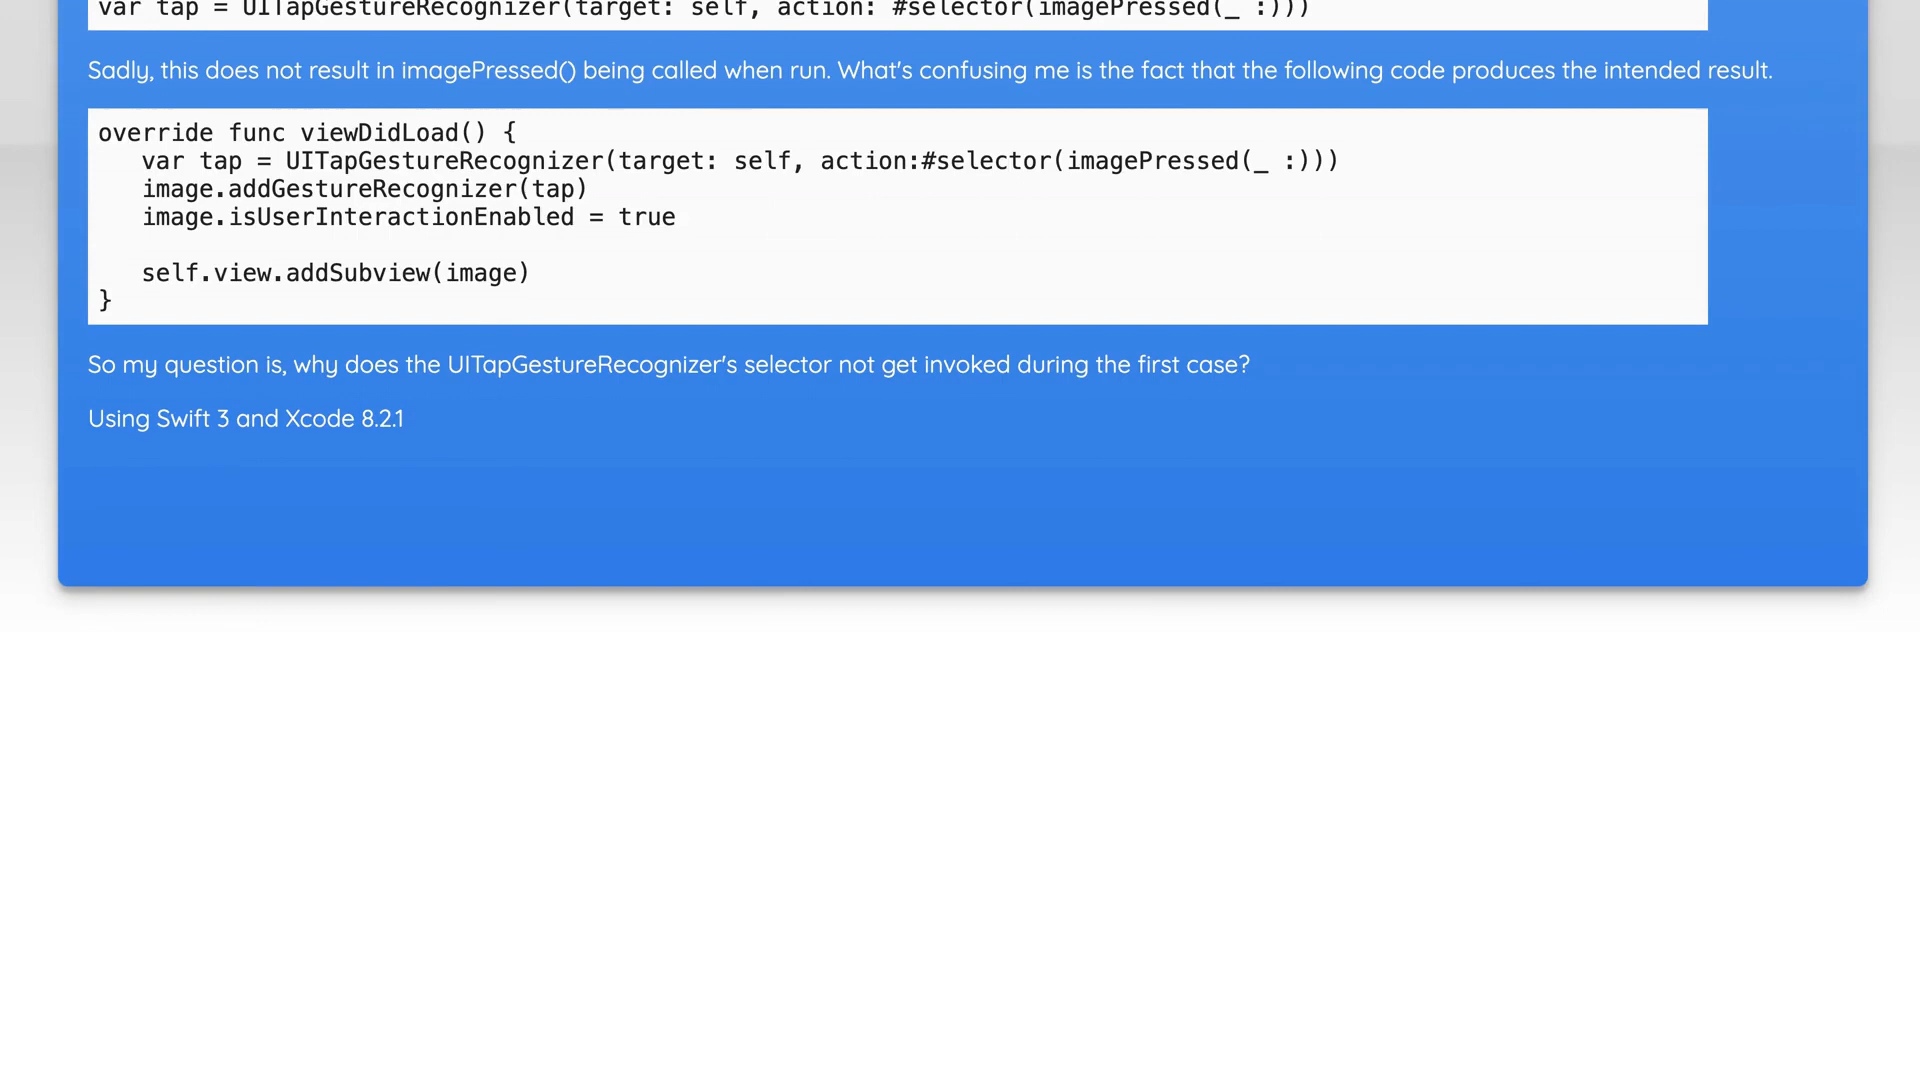 var tap = UITapGestureRecognizer(target: self, action: #selector(imagePressed(_ :)))
Sadly, this does not result in imagePressed() being called when run. What's confusing me is the fact that the following code produces the intended result.
override func viewDidLoad() {
   var tap = UITapGestureRecognizer(target: self, action:#selector(imagePressed(_ :)))
   image.addGestureRecognizer(tap)
   image.isUserInteractionEnabled = true
   self.view.addSubview(image)
}
So my question is, why does the UITapGestureRecognizer's selector not get invoked during the first case?
Using Swift 3 and Xcode 8.2.1